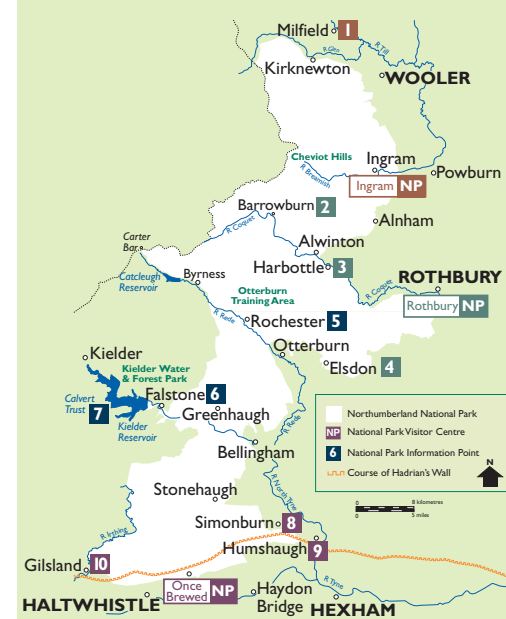 Milfield 1
R Glen
R Till
Kirknewton
WOOLER
Cheviot Hills
Ingram
R Breamish
Powburn
Ingram NP
Barrowburn 2
Alnham
R Coquet
Carter
Bar
Alwinton
Harbottle 3
Catcleugh
Reservoir
Byrness
ROTHBURY
R Coquet
Otterburn
Training Area
Rothbury NP
R Rede
Rochester 5
Otterburn
Kielder
Kielder Water
& Forest Park
Elsdon 4
Calvert
Trust 7
Falstone 6
Greenhaugh
Kielder
Reservoir
R Rede
Bellingham
Northumberland National Park
NP National Park Visitor Centre
6 National Park Information Point
Course of Hadrian's Wall
N
R North Tyne
Stonehaugh
0 8 kilometres
0 5 miles
R Irthing
Simonburn 8
Humshaugh 9
Gilsland 10
Once
Brewed NP
R Tyne
Haydon
Bridge
HALTWHISTLE
HEXHAM